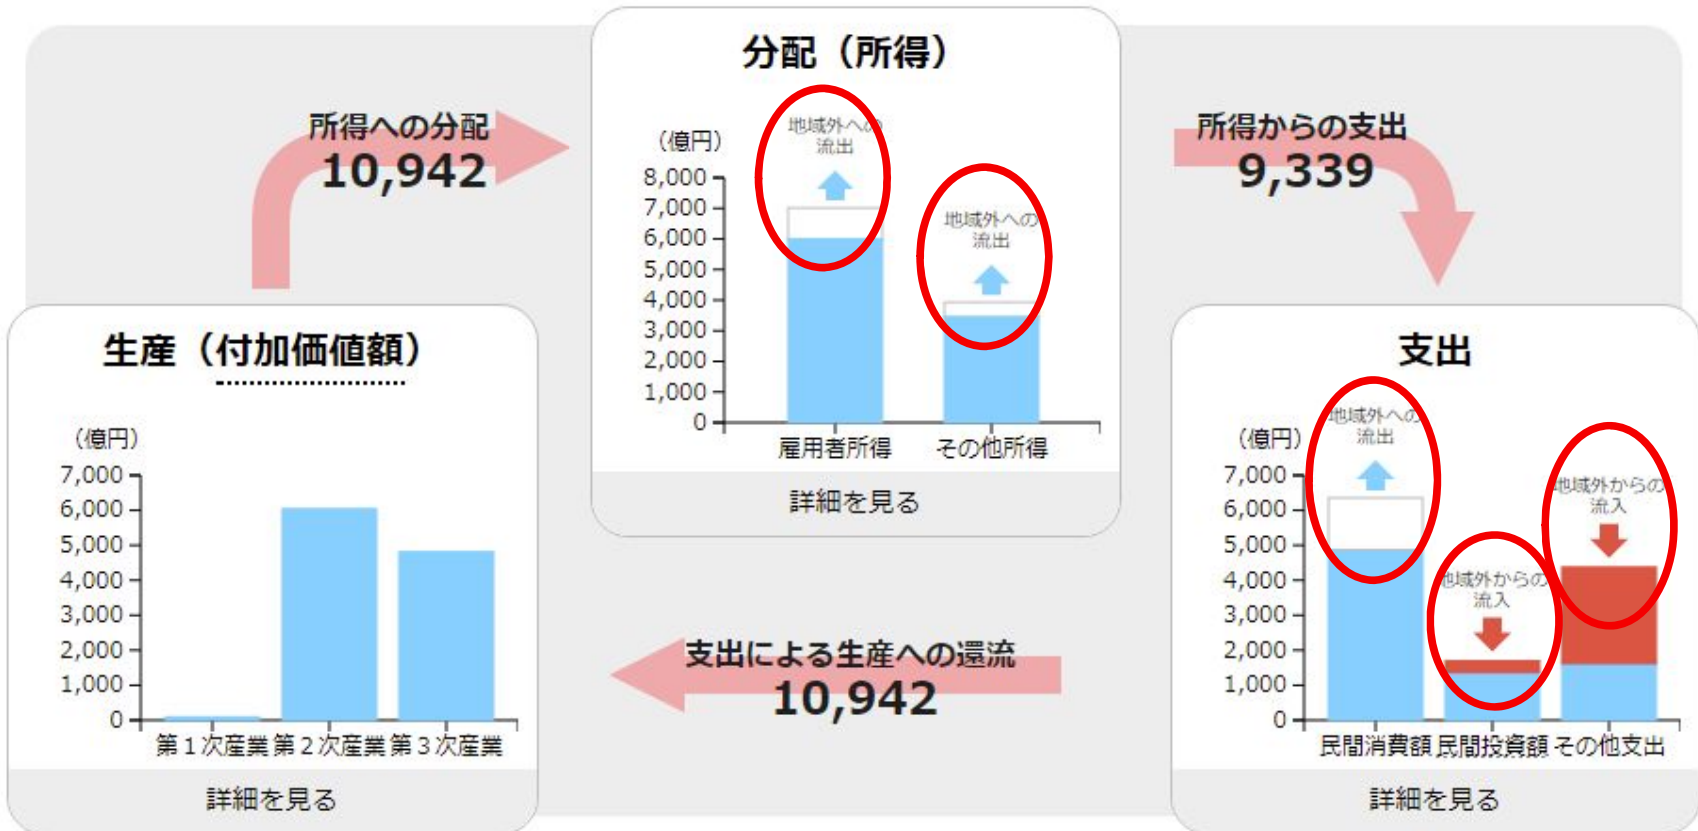 分配（所得）
所得への分配
10,942
（億円）
8,000
7,000
6,000
5,000
4,000
3,000
2,000
1,000
0
地域外への
流出
地域外への
流出
雇用者所得
その他所得
詳細を見る
所得からの支出
9,339
生産（付加価値額）
（億円）
7,000
6,000
5,000
4,000
3,000
2,000
1,000
0
第１次産業
第２次産業
第３次産業
詳細を見る
支出による生産への還流
10,942
支出
（億円）
7,000
6,000
5,000
4,000
3,000
2,000
1,000
0
地域外への
流出
地域外からの
流入
地域外からの
流入
民間消費額
民間投資額
その他支出
詳細を見る